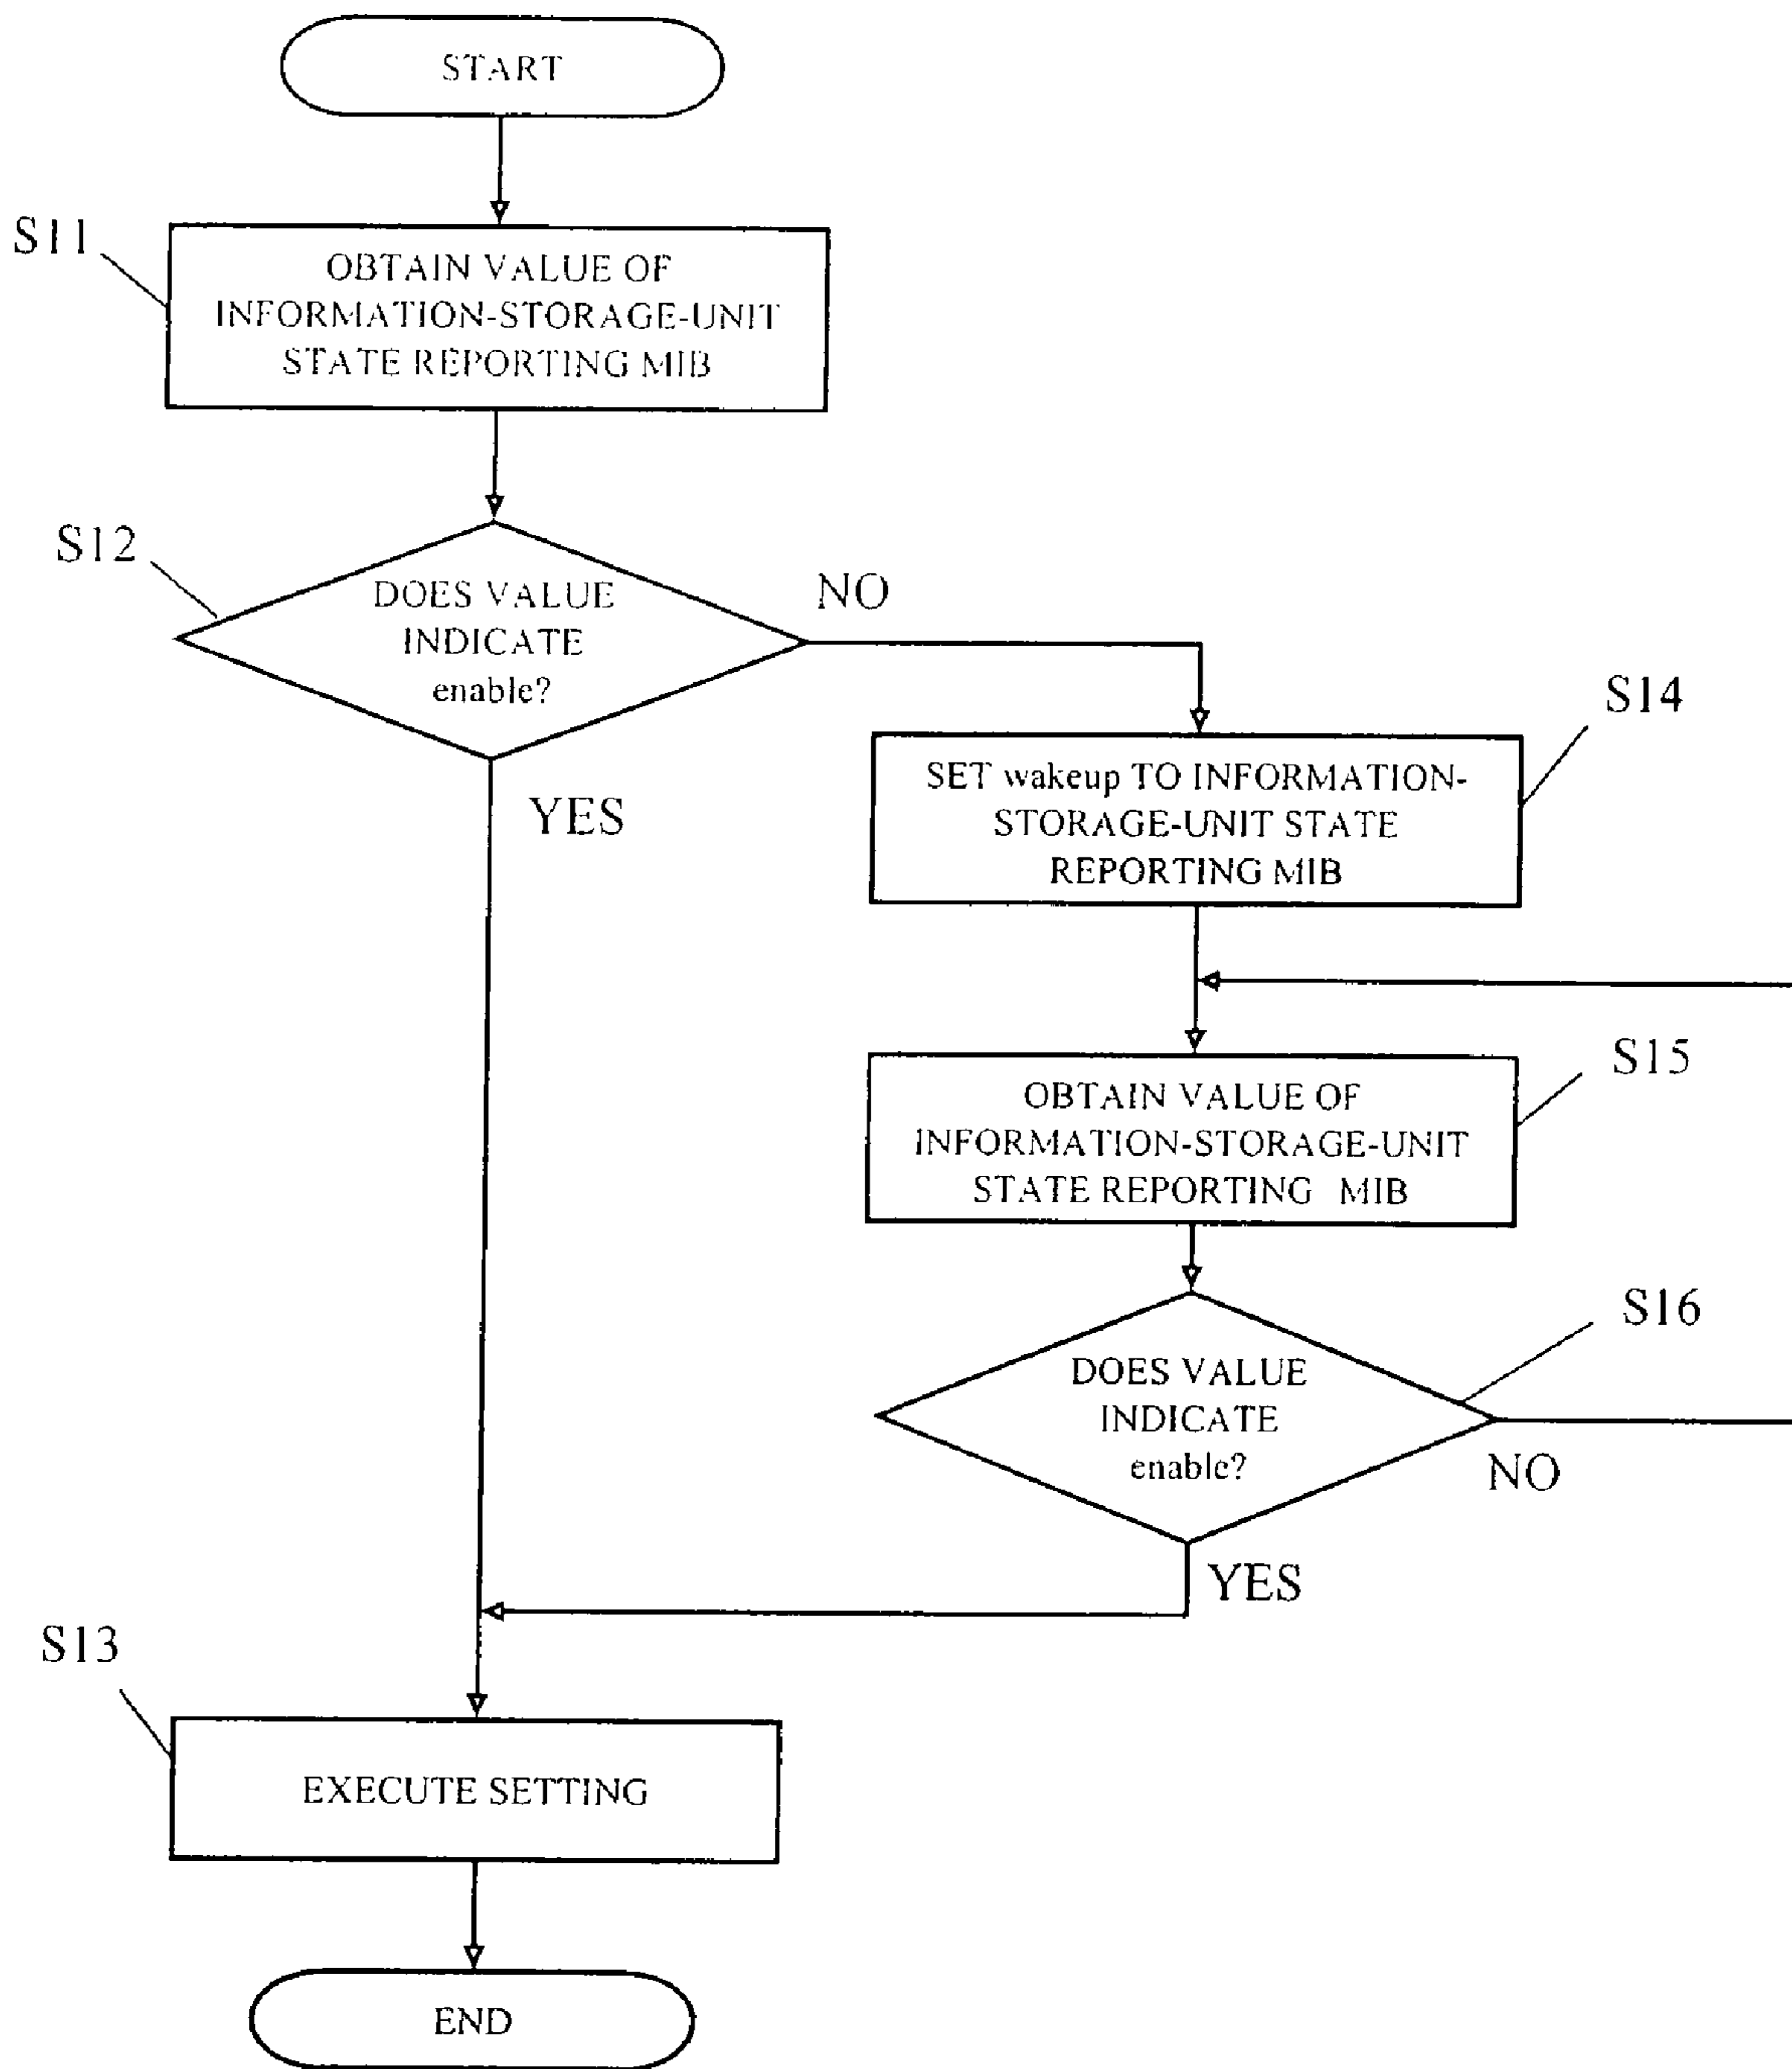 START
S11
OBTAIN VALUE OF
INFORMATION-STORAGE-UNIT
STATE REPORTING MIB
S12
DOES VALUE
INDICATE
enable?
NO
YES
S14
SET wakeup TO INFORMATION-
STORAGE-UNIT STATE
REPORTING MIB
S15
OBTAIN VALUE OF
INFORMATION-STORAGE-UNIT
STATE REPORTING MIB
S16
DOES VALUE
INDICATE
enable?
NO
YES
S13
EXECUTE SETTING
END